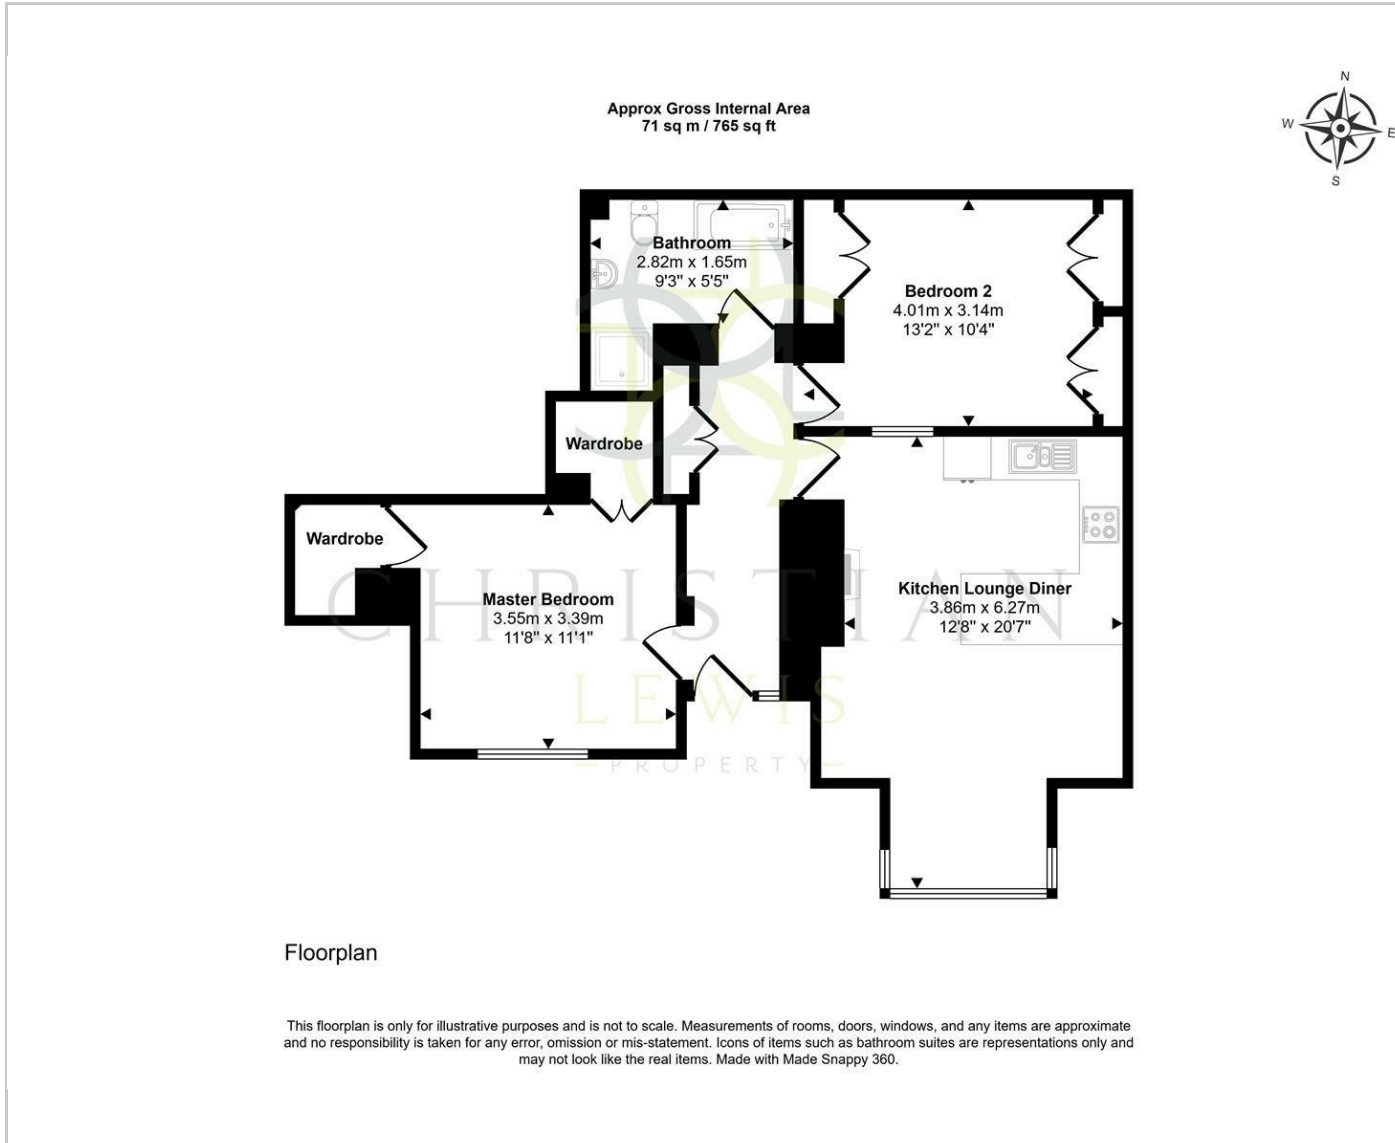 N
W
E
S
Approx Gross Internal Area
71 sq m / 765 sq ft
Bathroom
2.82m x 1.65m
9'3" x 5'5"
Bedroom 2
4.01m x 3.14m
13'2" x 10'4"
Wardrobe
Wardrobe
Master Bedroom
3.55m x 3.39m
11'8" x 11'1"
Kitchen Lounge Diner
3.86m x 6.27m
12'8" x 20'7"
CHRISTIAN
LEWIS
PROPERTY
Floorplan
This floorplan is only for illustrative purposes and is not to scale. Measurements of rooms, doors, windows, and any items are approximate
and no responsibility is taken for any error, omission or mis-statement. Icons of items such as bathroom suites are representations only and
may not look like the real items. Made with Made Snappy 360.